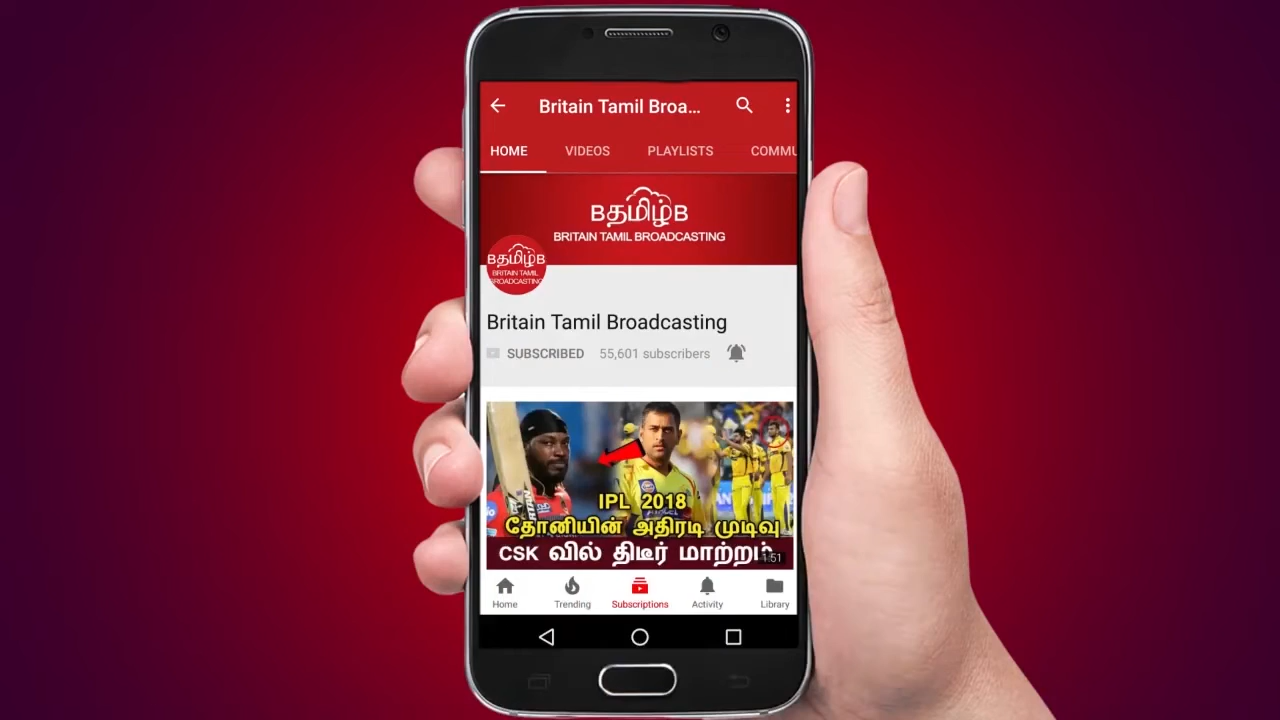 Britain Tamil Broa...
HOME VIDEOS PLAYLISTS COMMU
Bதமிழ்B
BRITAIN TAMIL BROADCASTING
Bதமிழ்B
BRITAIN TAMIL
BROADCASTING
Britain Tamil Broadcasting
SUBSCRIBED 55,601 subscribers
IPL 2018
தோனியின் அதிரடி முடிவு
CSK வில் திடீர் மாற்றம்
1:51
Home Trending Subscriptions Activity Library